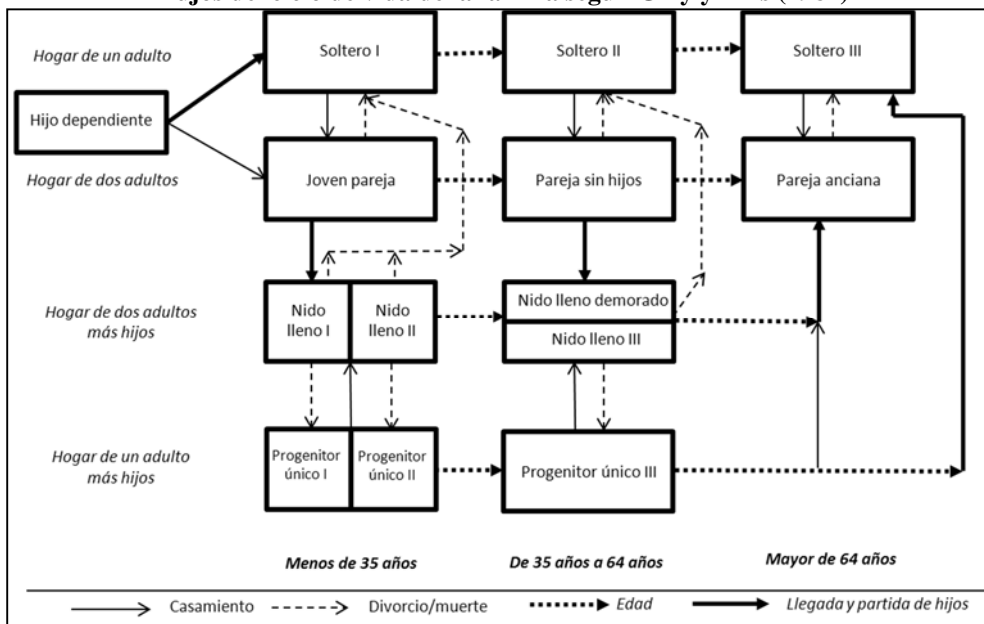 Hogar de un adulto
Soltero I
Soltero II
Soltero III
Hijo dependiente
Hogar de dos adultos
Joven pareja
Pareja sin hijos
Pareja anciana
Hogar de dos adultos
más hijos
Nido
lleno I
Nido
lleno II
Nido lleno demorado
Nido lleno III
Hogar de un adulto
más hijos
Progenitor
único I
Progenitor
único II
Progenitor único III
Menos de 35 años
De 35 años a 64 años
Mayor de 64 años
Casamiento
Divorcio/muerte
Edad
Llegada y partida de hijos